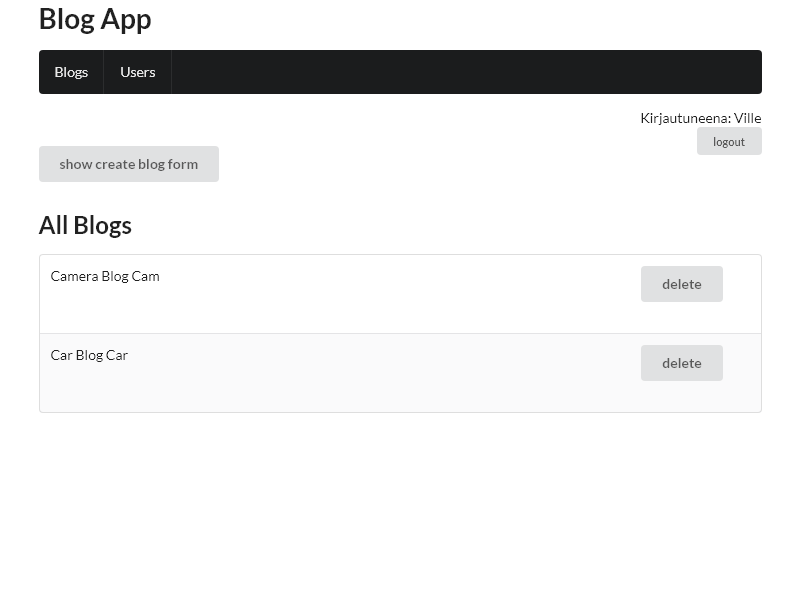 Blog App
Blogs Users
Kirjautuneena: Ville
logout
show create blog form
All Blogs
Camera Blog Cam delete
Car Blog Car delete